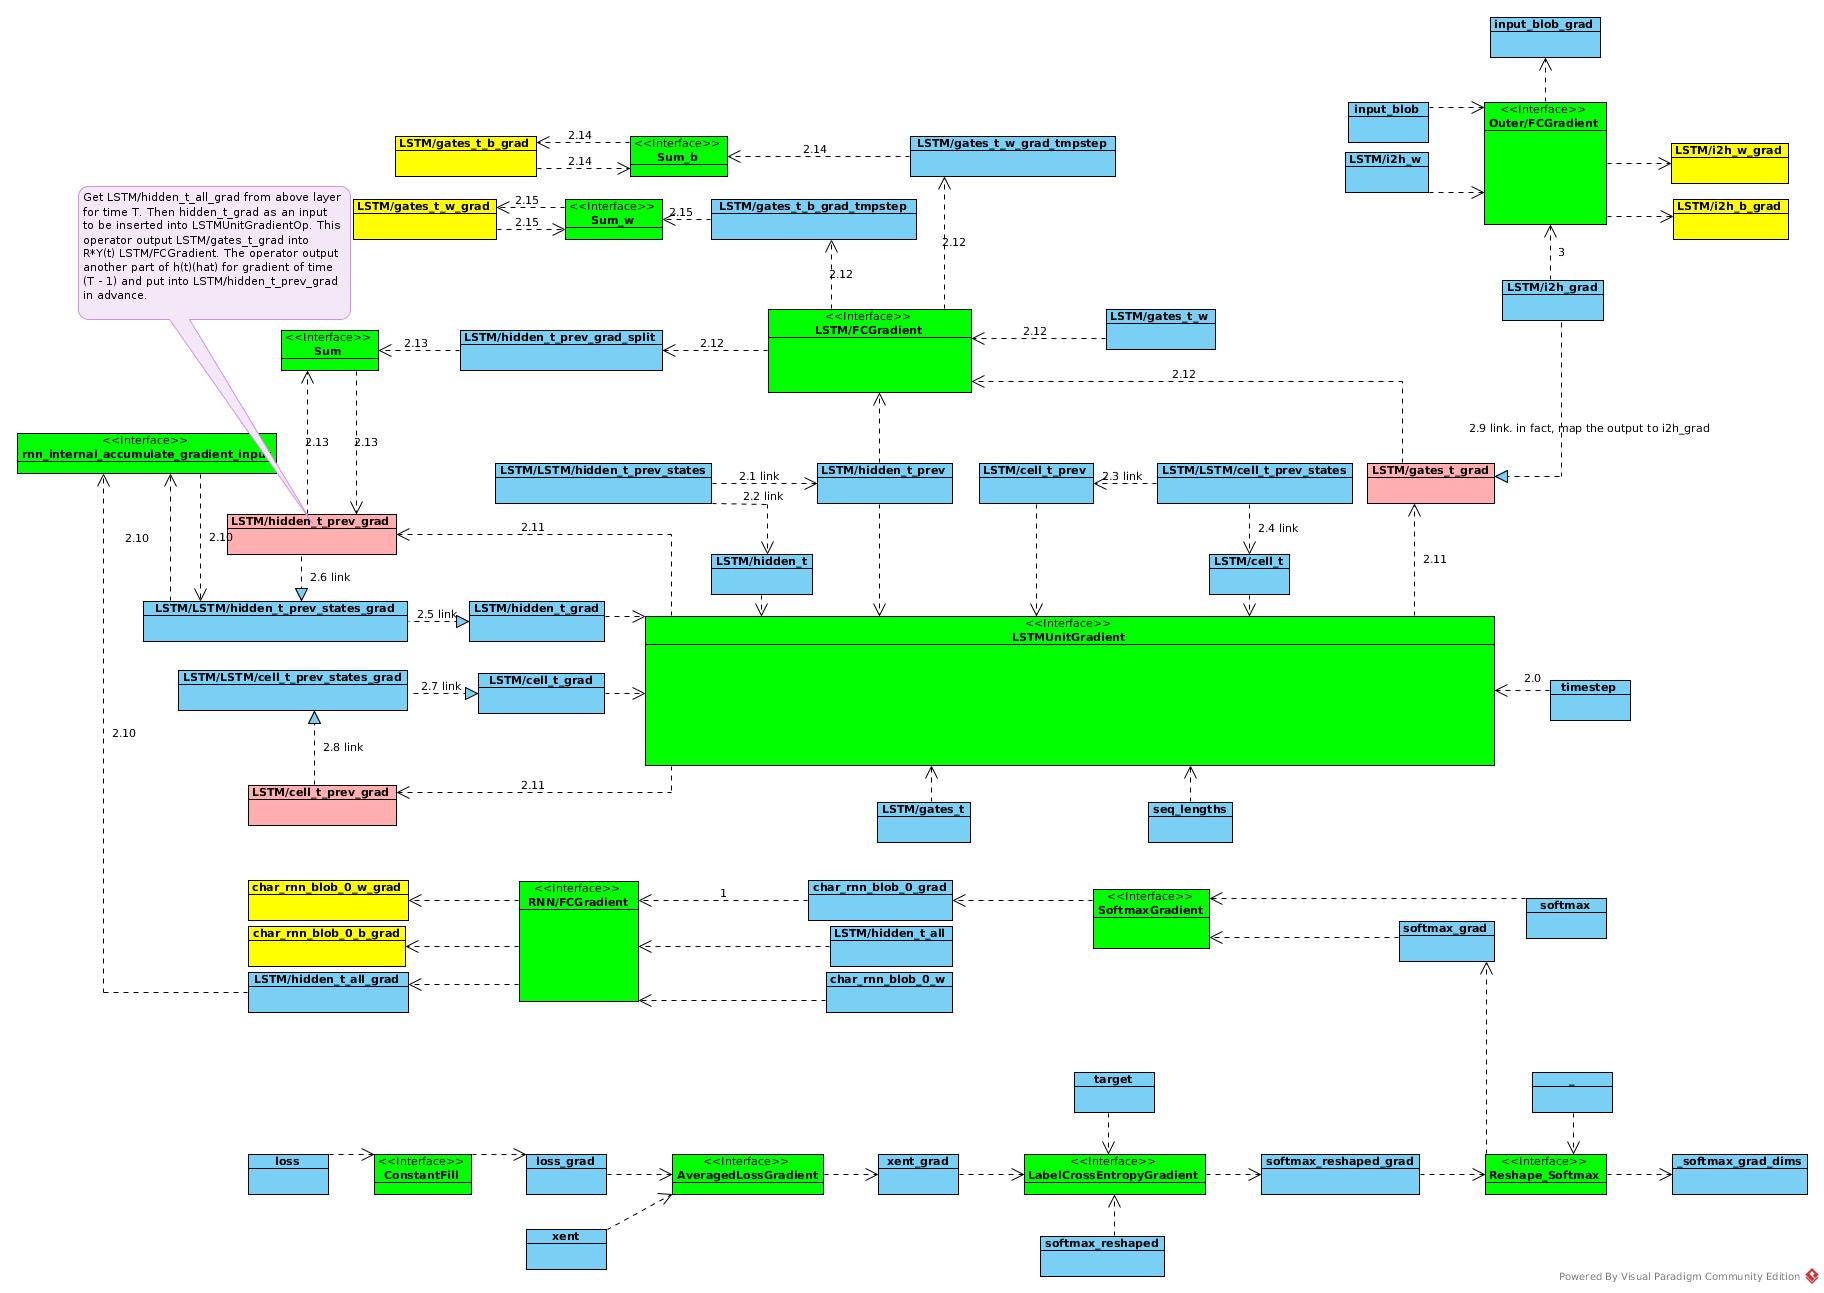 input_blob_grad
<<Interface>>
Outer/FCGradient
input_blob
LSTM/i2h_w
LSTM/i2h_w_grad
LSTM/i2h_b_grad
3
LSTM/i2h_grad
2.9 link. in fact, map the output to i2h_grad
LSTM/gates_t_b_grad
2.14
2.14
<<Interface>>
Sum_b
2.14
LSTM/gates_t_w_grad_tmpstep
LSTM/gates_t_w_grad
2.15
2.15
<<Interface>>
Sum_w
2.15
LSTM/gates_t_b_grad_tmpstep
2.12
2.12
Get LSTM/hidden_t_all_grad from above layer
for time T. Then hidden_t_grad as an input
to be inserted into LSTMUnitGradientOp. This
operator output LSTM/gates_t_grad into
R*Y(t) LSTM/FCGradient. The operator output
another part of h(t)(hat) for gradient of time
(T - 1) and put into LSTM/hidden_t_prev_grad
in advance.
<<Interface>>
Sum
2.13
LSTM/hidden_t_prev_grad_split
2.12
<<Interface>>
LSTM/FCGradient
2.12
LSTM/gates_t_w
2.12
2.13
2.13
<<Interface>>
rnn_internal_accumulate_gradient_input
LSTM/LSTM/hidden_t_prev_states
2.1 link
2.2 link
LSTM/hidden_t_prev
LSTM/cell_t_prev
2.3 link
LSTM/LSTM/cell_t_prev_states
LSTM/gates_t_grad
LSTM/hidden_t_prev_grad
2.11
2.4 link
2.10
2.10
LSTM/hidden_t
LSTM/cell_t
2.11
2.6 link
LSTM/LSTM/hidden_t_prev_states_grad
2.5 link
LSTM/hidden_t_grad
<<Interface>>
LSTMUnitGradient
LSTM/LSTM/cell_t_prev_states_grad
2.7 link
LSTM/cell_t_grad
2.0
timestep
2.10
2.8 link
LSTM/cell_t_prev_grad
2.11
LSTM/gates_t
seq_lengths
char_rnn_blob_0_w_grad
<<Interface>>
RNN/FCGradient
1
char_rnn_blob_0_grad
<<Interface>>
SoftmaxGradient
softmax
char_rnn_blob_0_b_grad
LSTM/hidden_t_all
softmax_grad
LSTM/hidden_t_all_grad
char_rnn_blob_0_w
target
_
loss
<<Interface>>
ConstantFill
loss_grad
<<Interface>>
AveragedLossGradient
xent_grad
<<Interface>>
LabelCrossEntropyGradient
softmax_reshaped_grad
<<Interface>>
Reshape_Softmax
_softmax_grad_dims
xent
softmax_reshaped
Powered By Visual Paradigm Community Edition